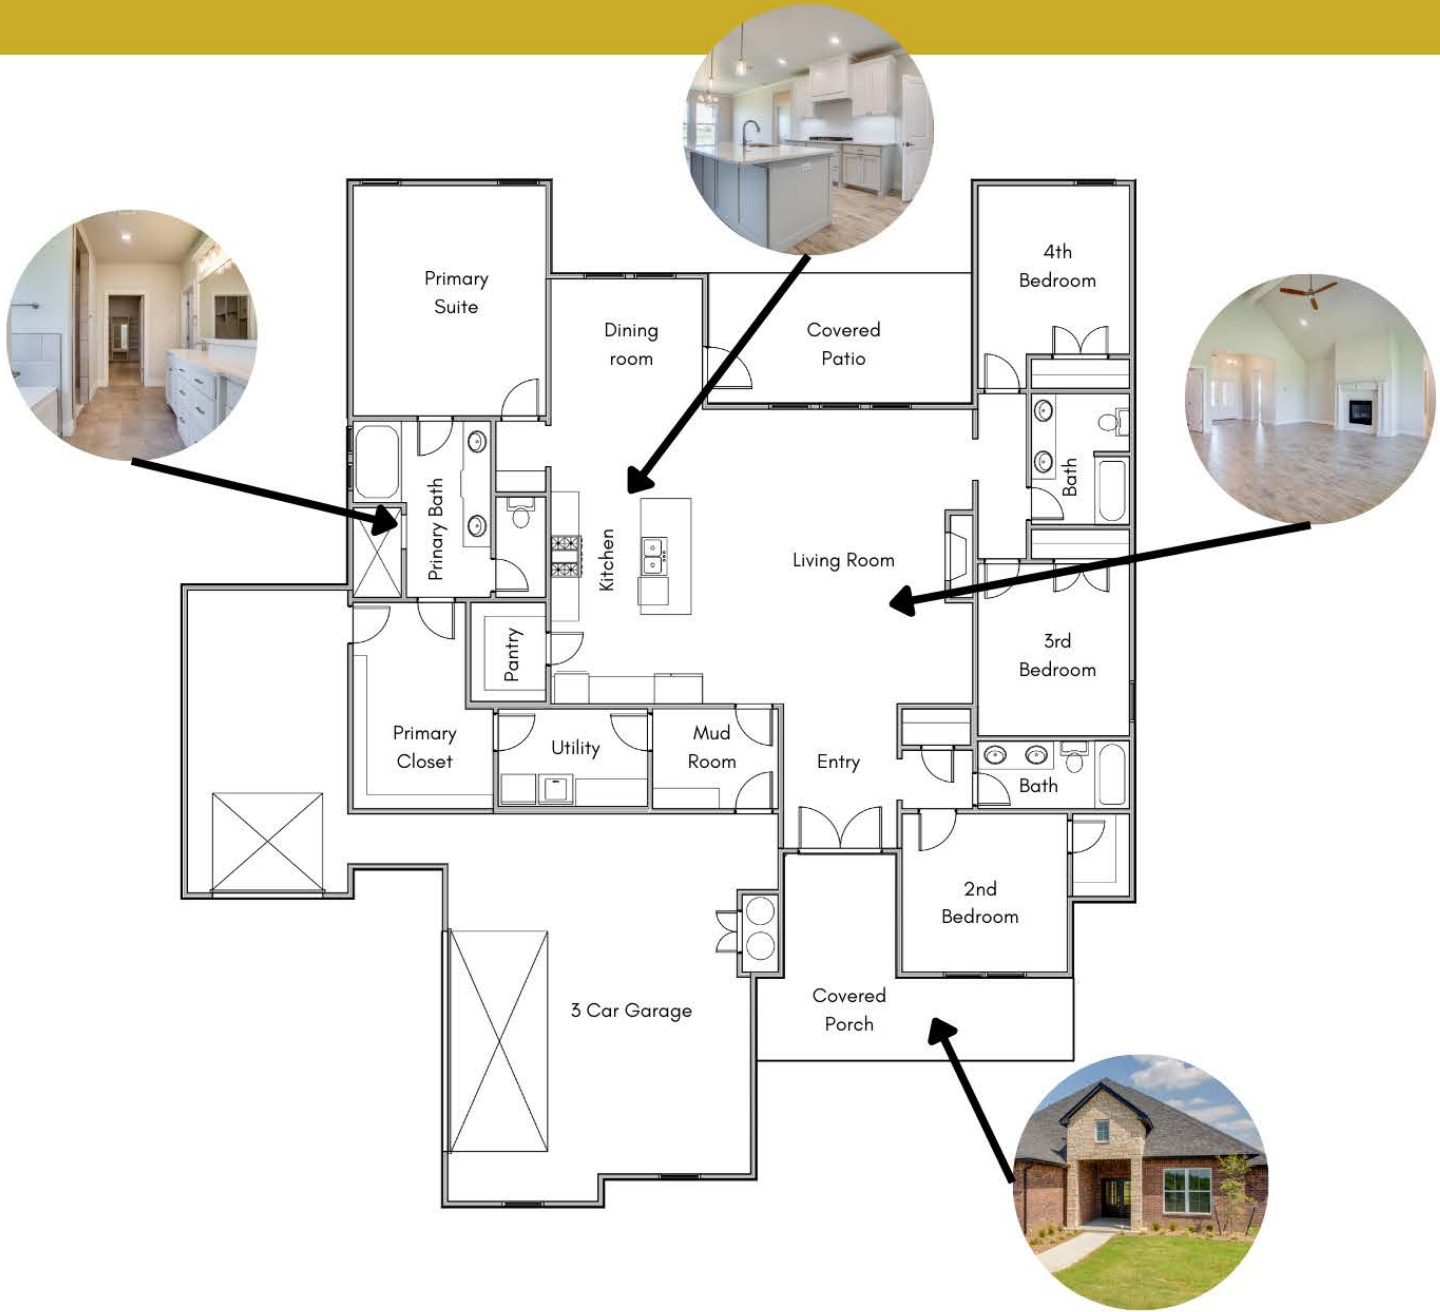 4th
Bedroom
Primary
Suite
Dining
room
Covered
Patio
Primary Bath
Bath
Kitchen
Living Room
Pantry
3rd
Bedroom
Primary
Closet
Utility
Mud
Room
Entry
Bath
2nd
Bedroom
3 Car Garage
Covered
Porch